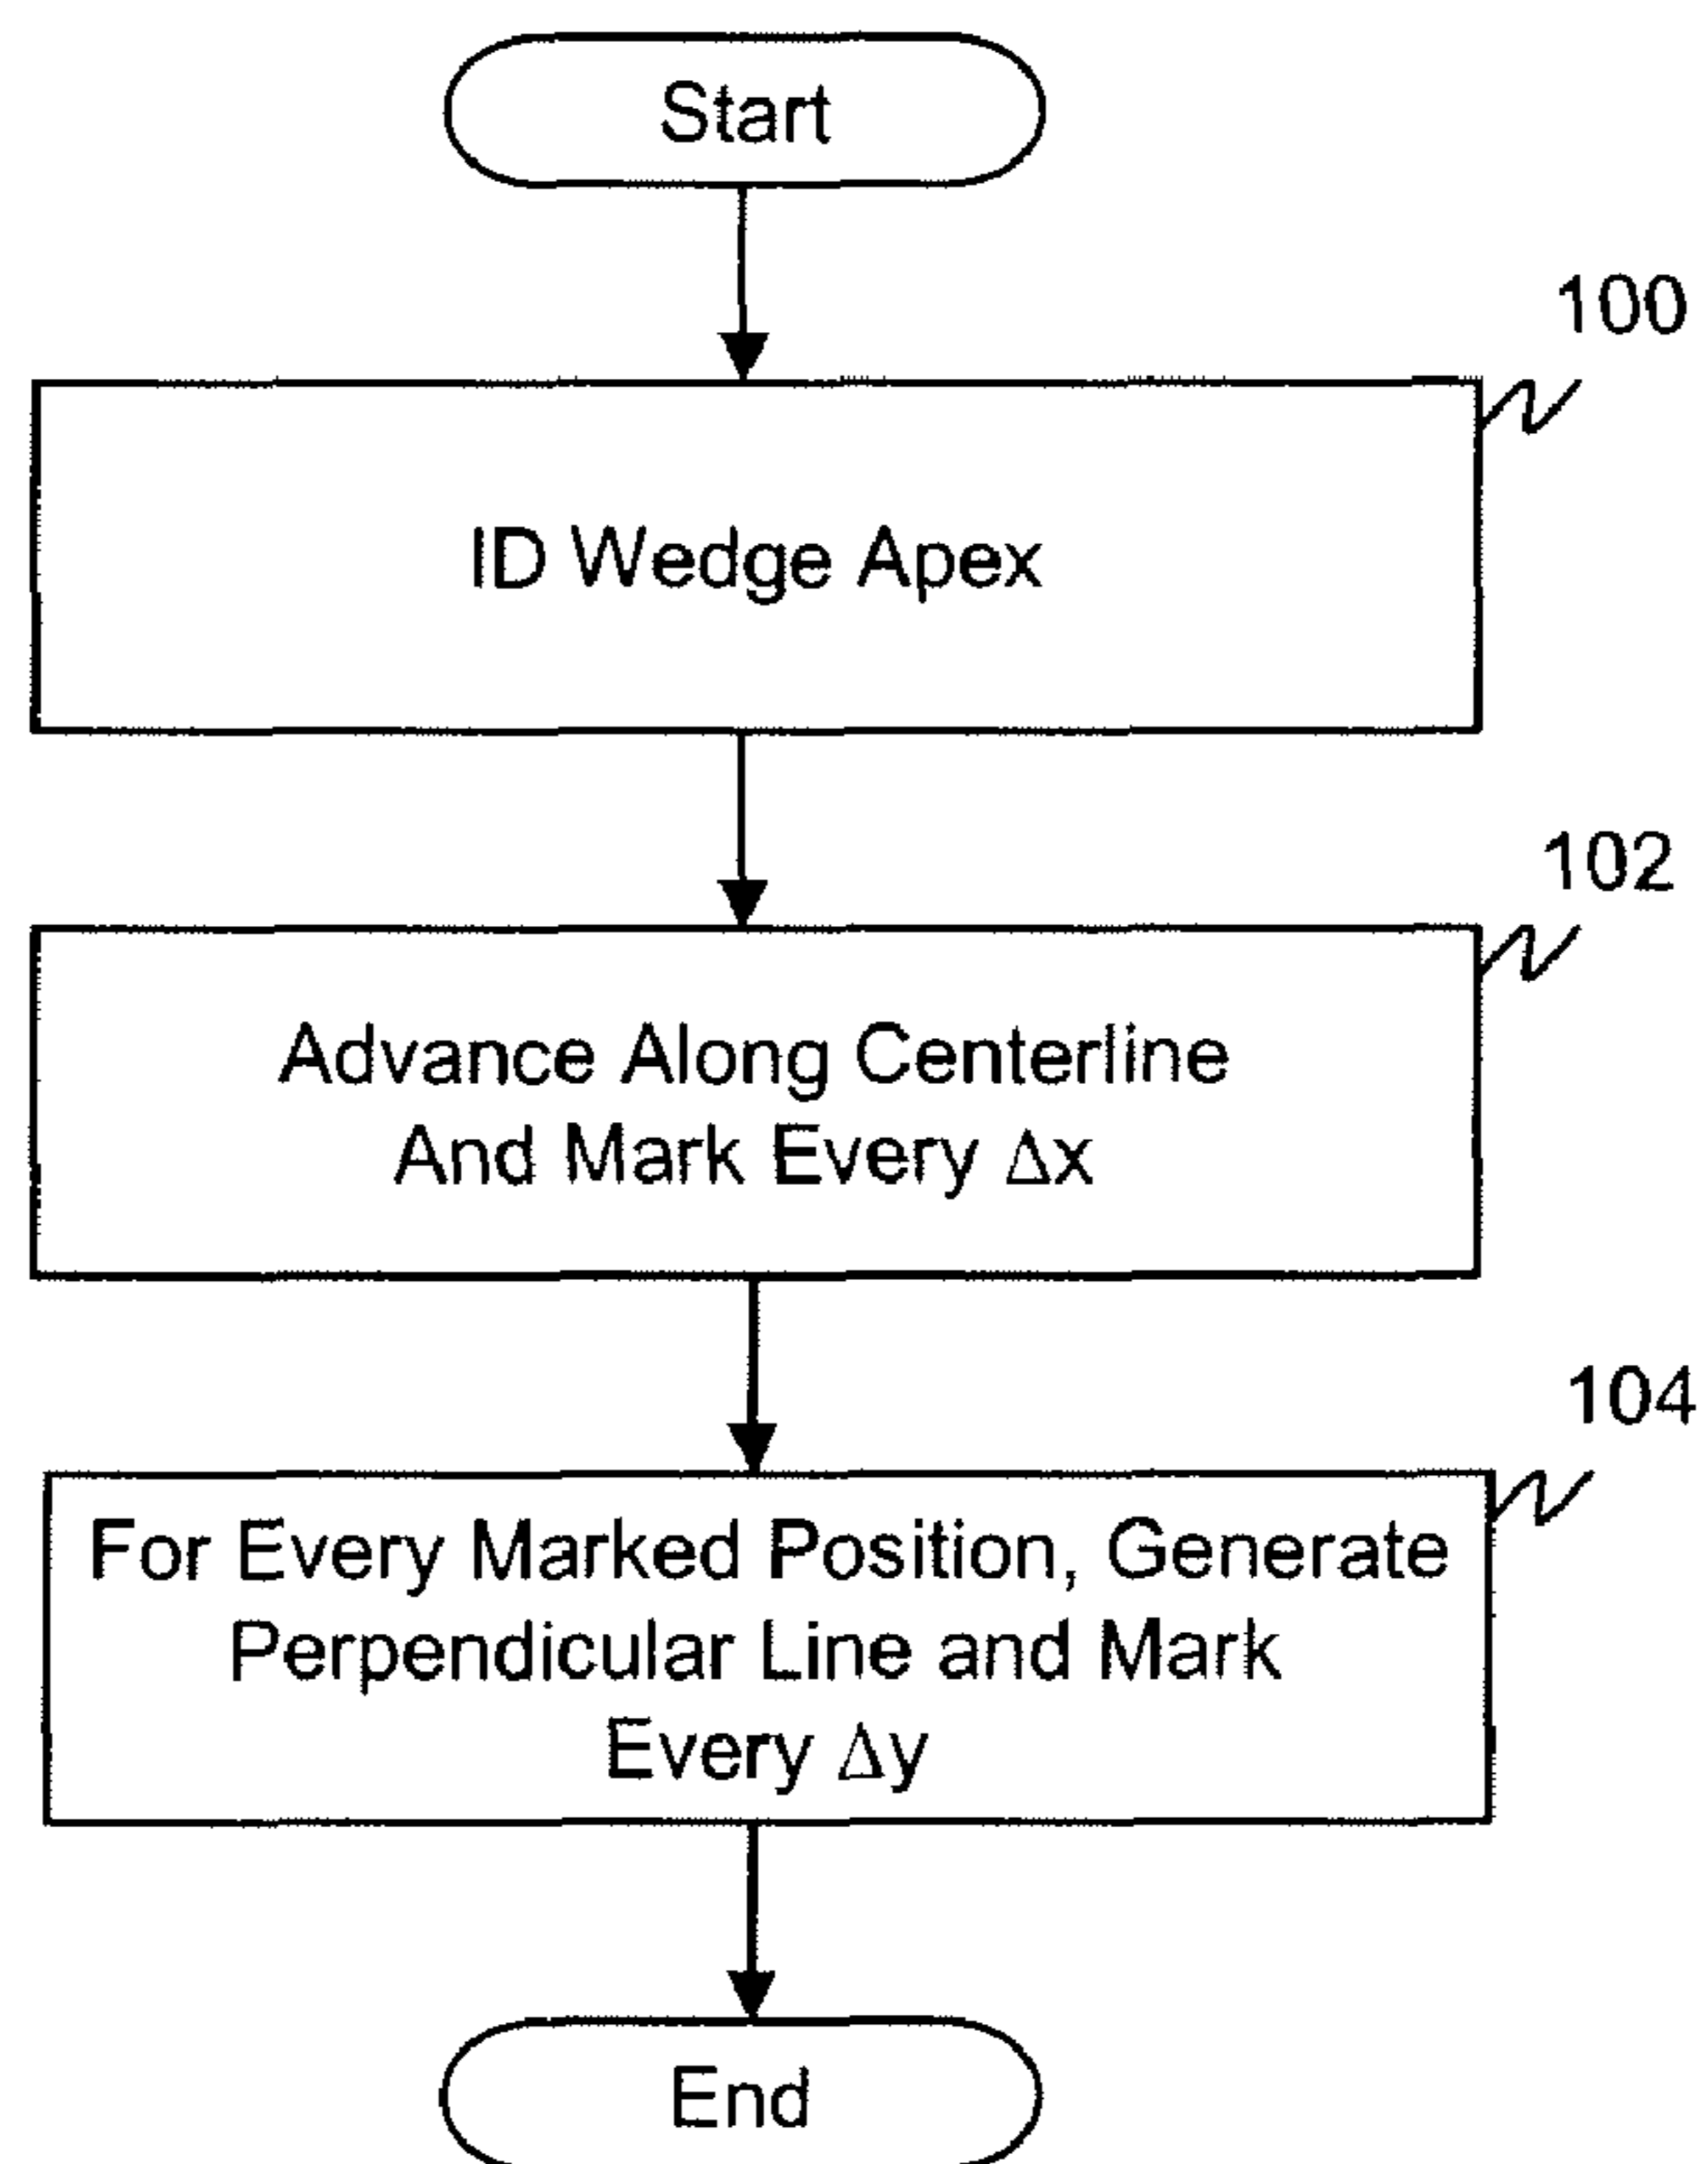 Start
100
ID Wedge Apex
102
Advance Along Centerline
And Mark Every Δx
104
For Every Marked Position, Generate
Perpendicular Line and Mark
Every Δy
End